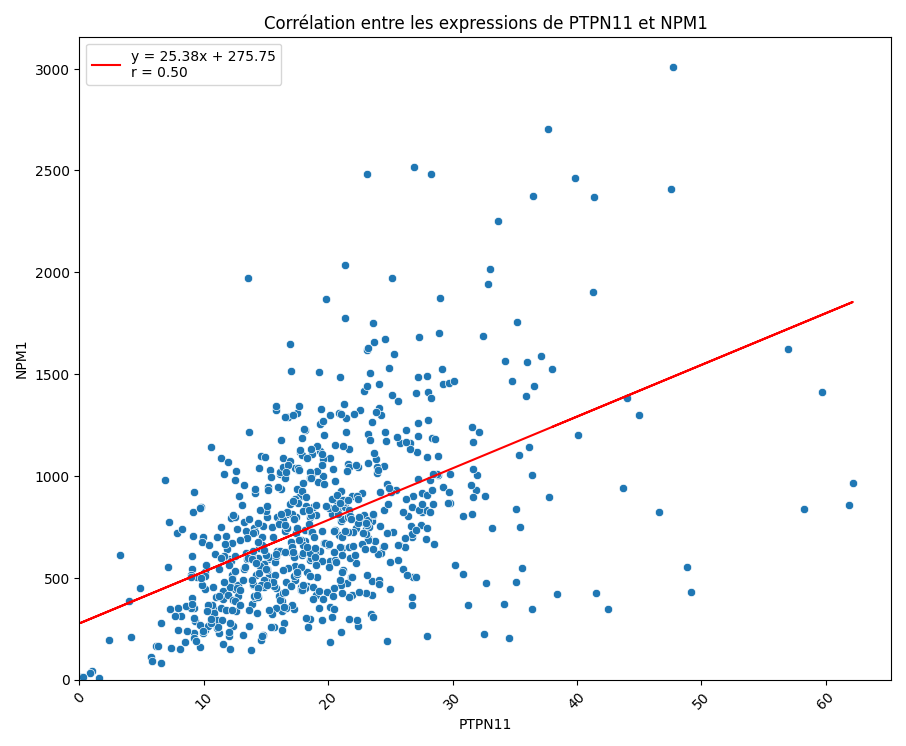 Corrélation entre les expressions de PTPN11 et NPM1
y = 25.38x + 275.75
r = 0.50
3000
2500
2000
1500
1000
500
0
NPM1
0 10 20 30 40 50 60
PTPN11